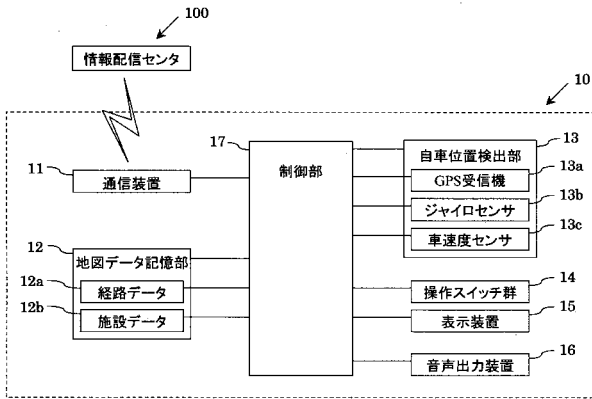 100
情報配信センタ
10
17
制御部
11
通信装置
12
地図データ記憶部
12a
経路データ
12b
施設データ
13
自車位置検出部
13a
GPS受信機
13b
ジャイロセンサ
13c
車速度センサ
14
操作スイッチ群
15
表示装置
16
音声出力装置